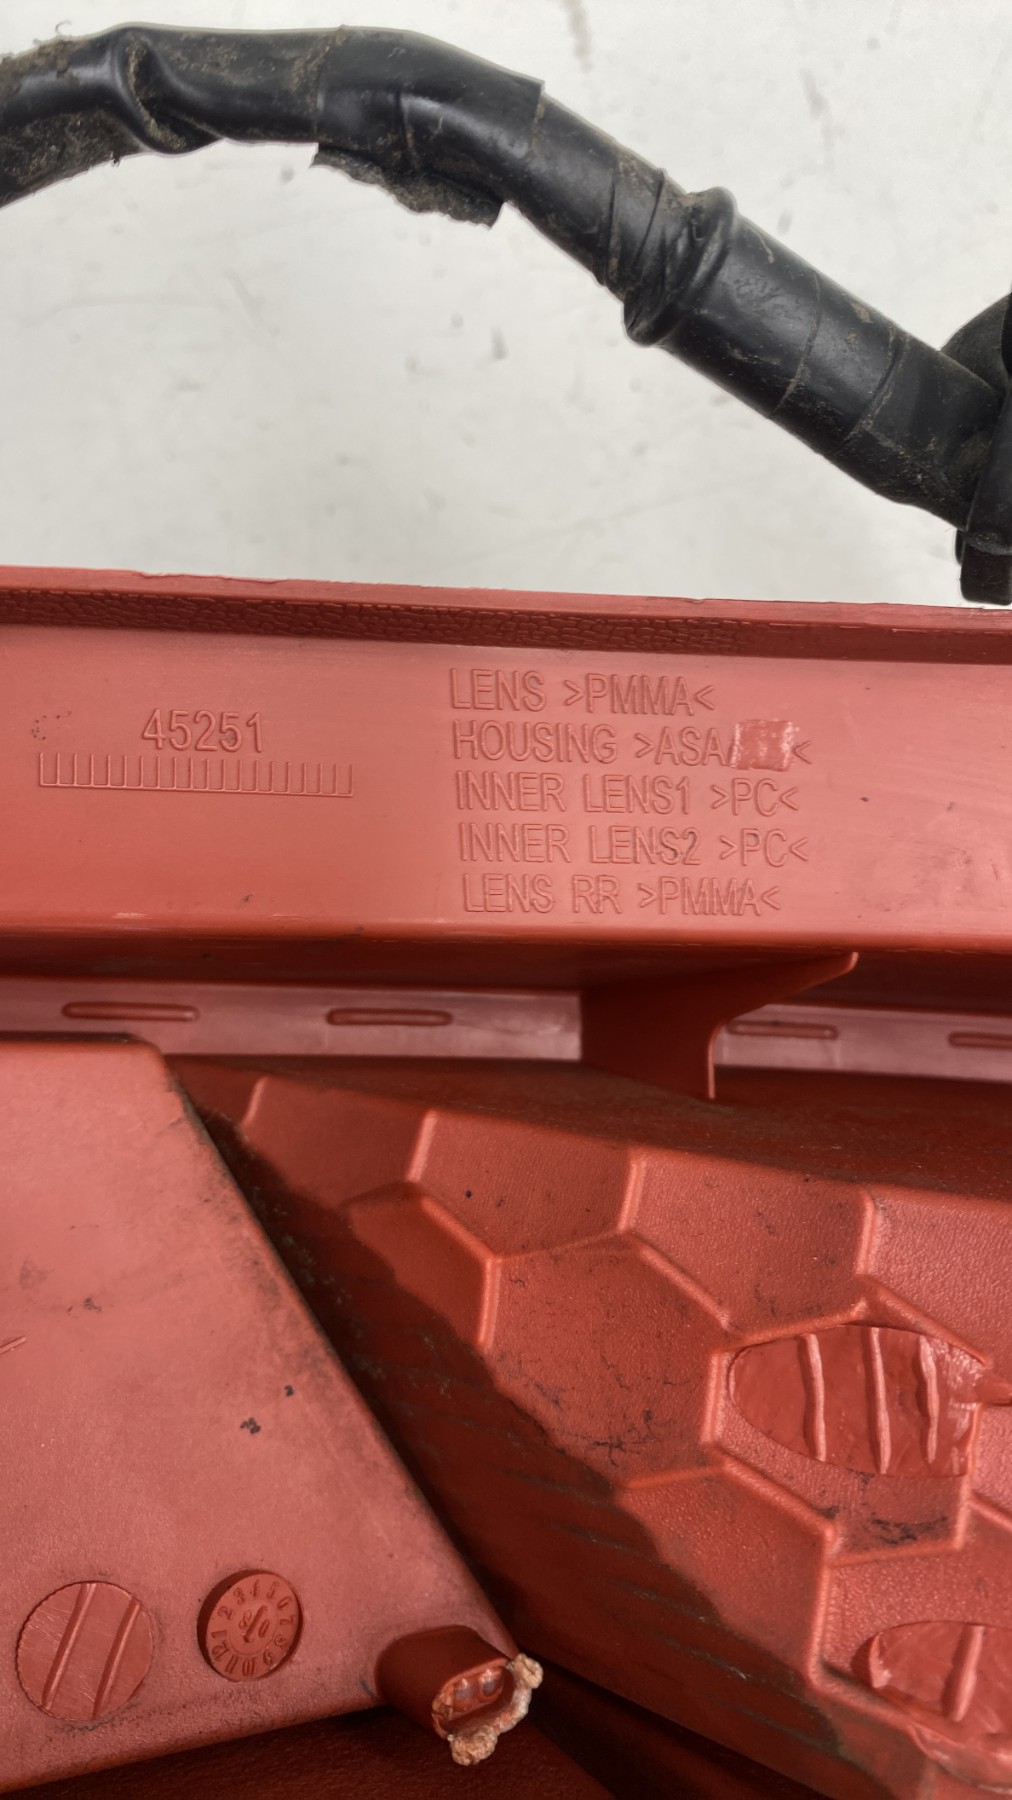 45251
LENS >PMMA<
HOUSING >ASA <
INNER LENS1 >PC<
INNER LENS2 >PC<
LENS RR >PMMA<